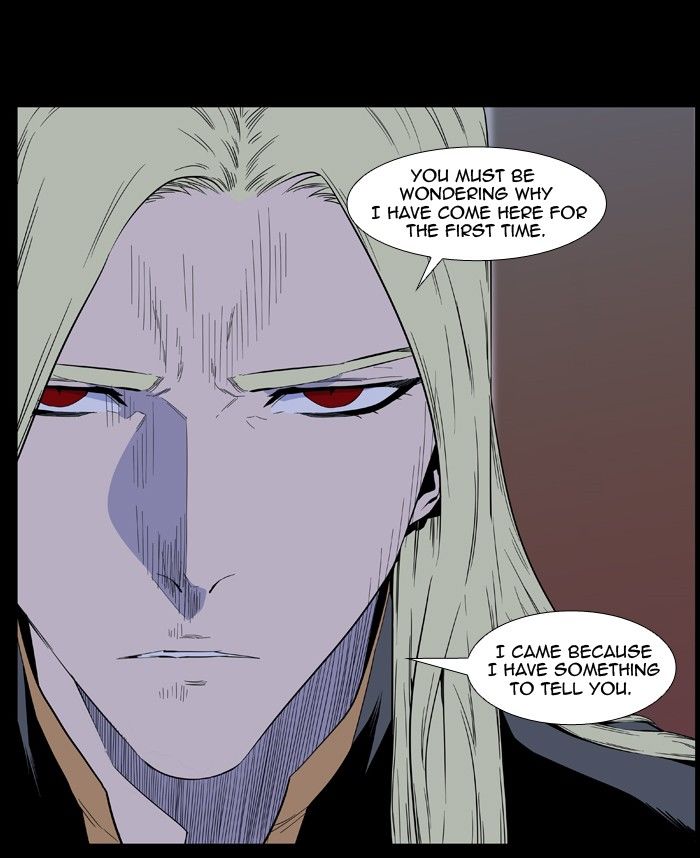 YOU MUST BE
WONDERING WHY
I HAVE COME HERE FOR
THE FIRST TIME.
I CAME BECAUSE
I HAVE SOMETHING
TO TELL YOU.